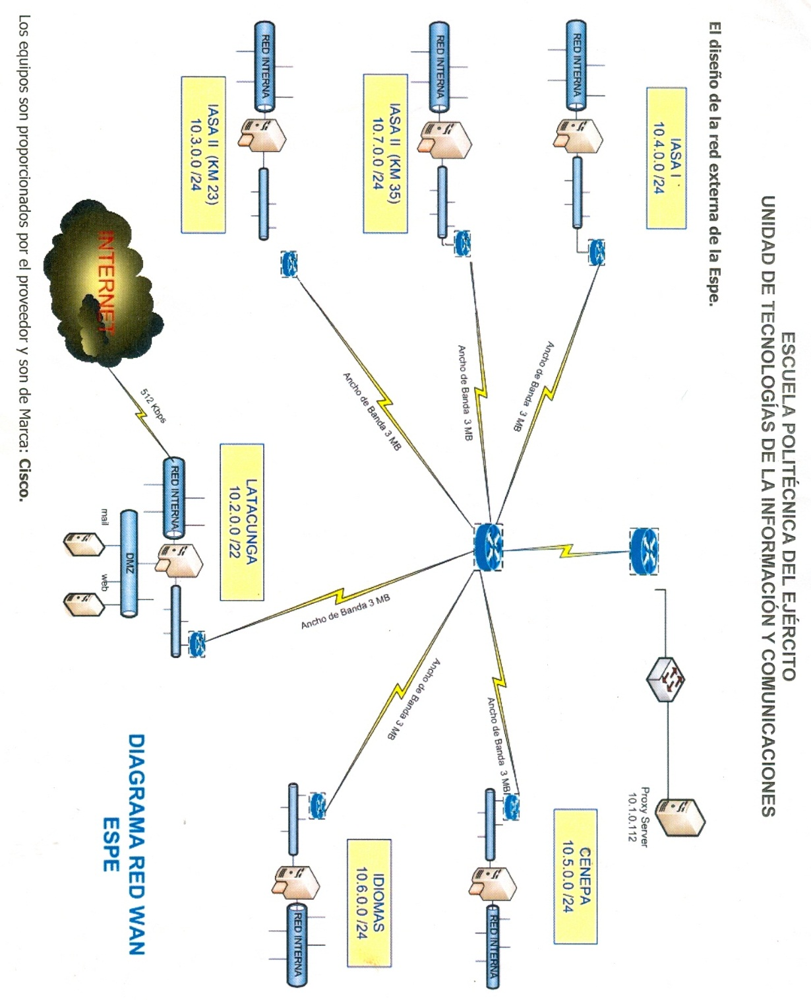 ESCUELA POLITÉCNICA DEL EJÉRCITO
UNIDAD DE TECNOLOGÍAS DE LA INFORMACIÓN Y COMUNICACIONES
El diseño de la red externa de la Espe.
IASA I
10.4.0.0 /24
RED INTERNA
Ancho de Banda 3 MB
Proxy Server
10.1.0.112
CENEPA
10.5.0.0 /24
RED INTERNA
Ancho de Banda 3 MB
IASA II (KM 35)
10.7.0.0 /24
RED INTERNA
Ancho de Banda 3 MB
IDIOMAS
10.6.0.0 /24
RED INTERNA
Ancho de Banda 3 MB
IASA II (KM 23)
10.3.0.0 /24
RED INTERNA
Ancho de Banda 3 MB
LATACUNGA
10.2.0.0 /22
RED INTERNA
Ancho de Banda 3 MB
512 Kbps
INTERNET
DMZ
mail
web
DIAGRAMA RED WAN
ESPE
Los equipos son proporcionados por el proveedor y son de Marca: Cisco.